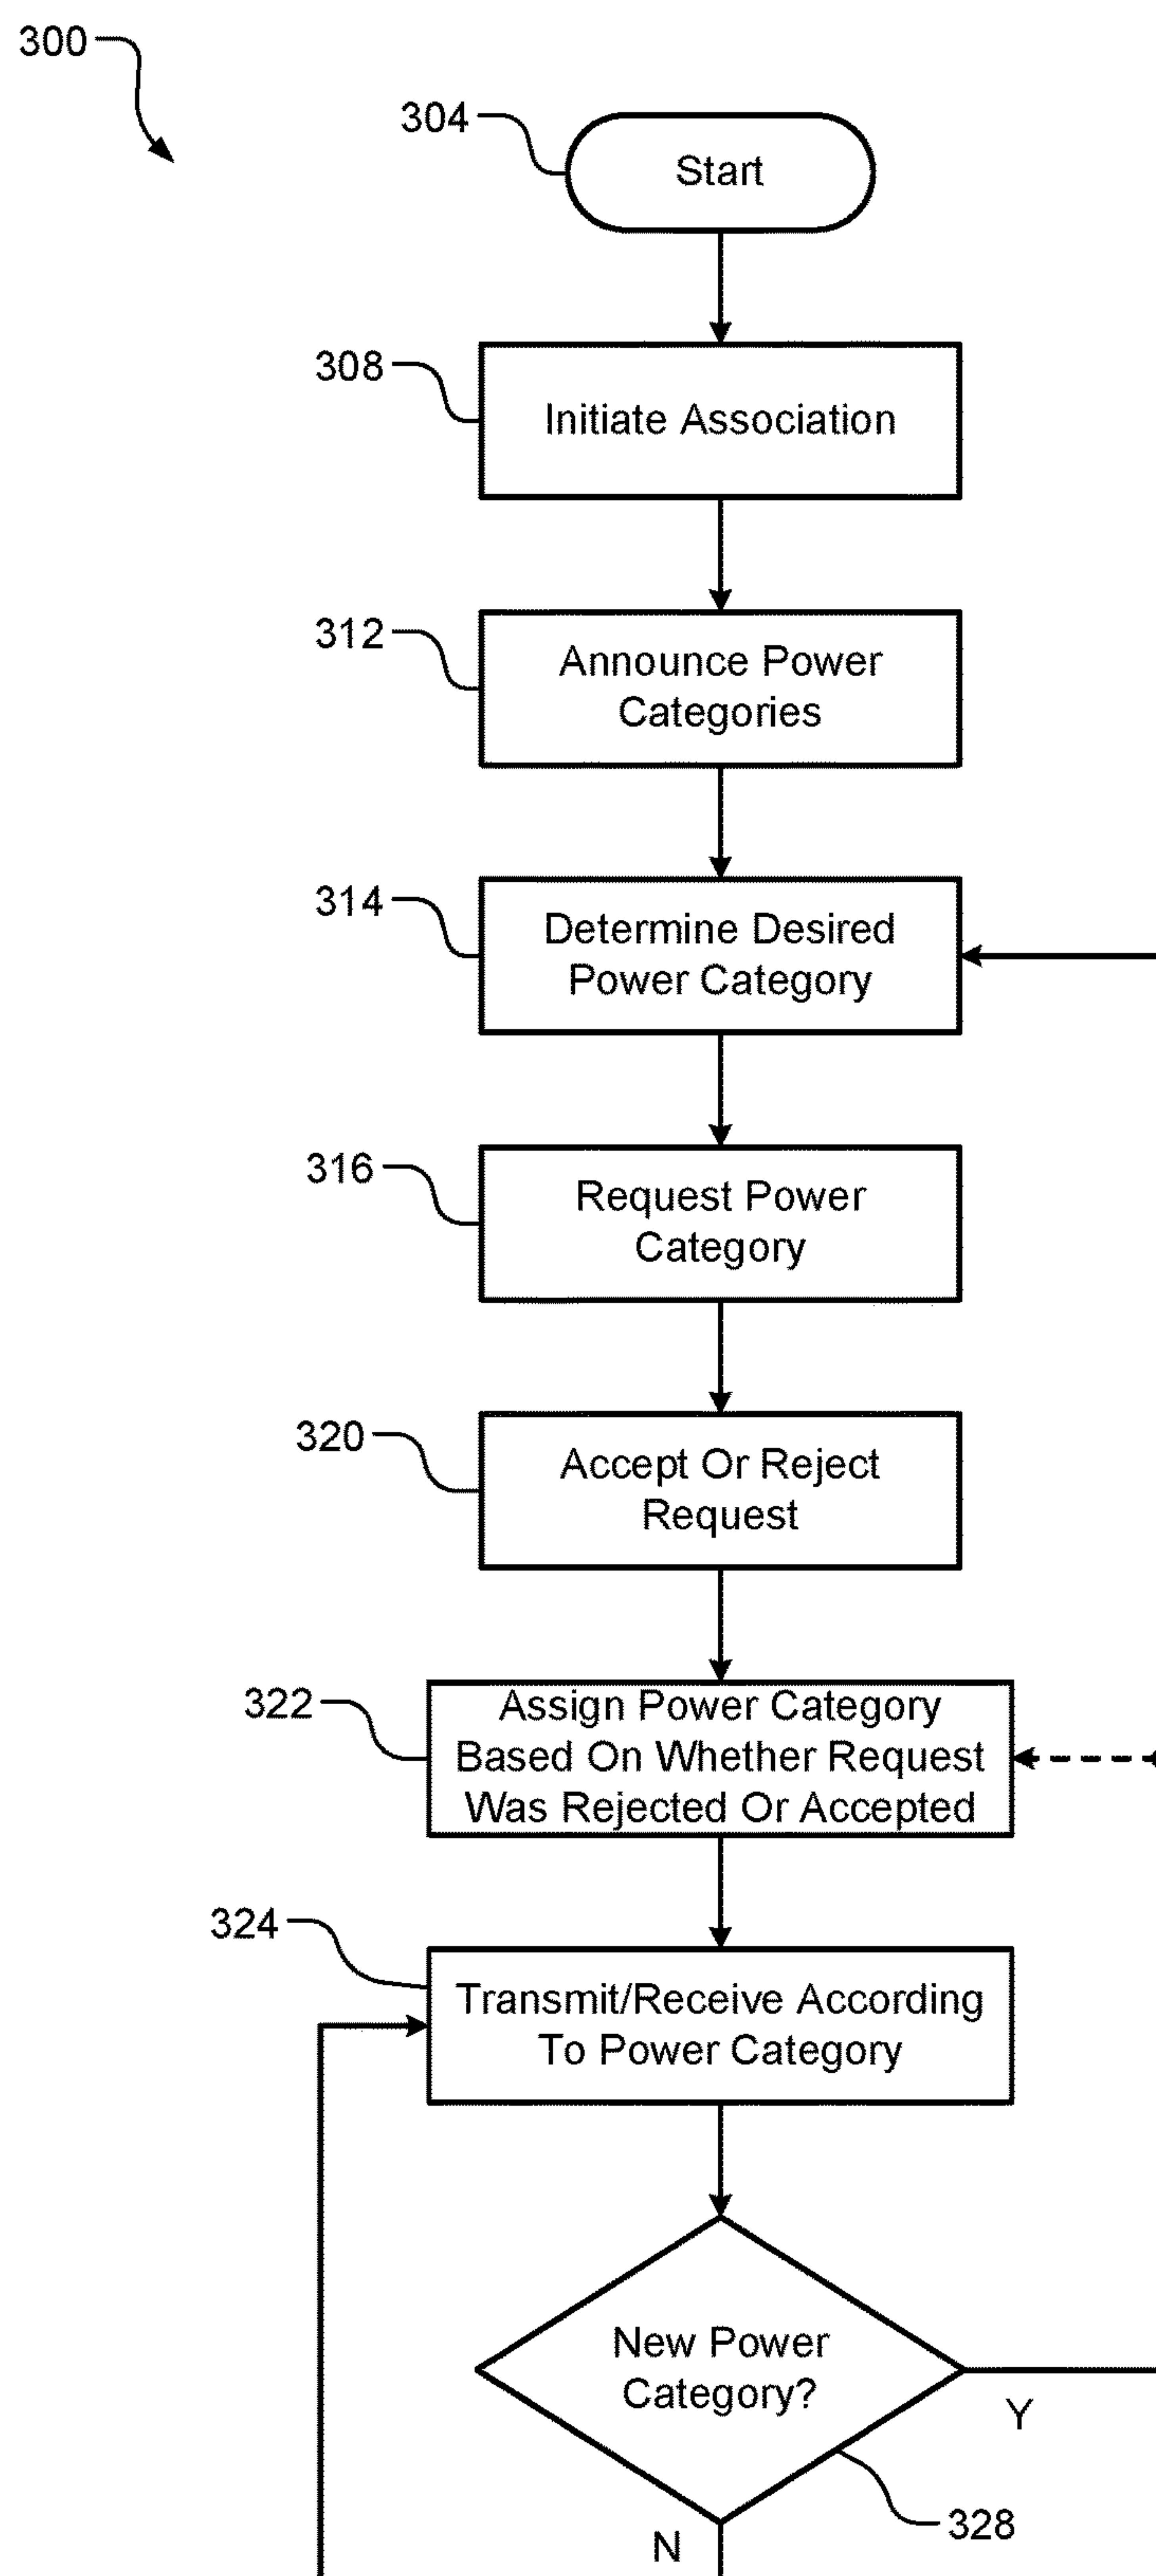 300
304
Start
308
Initiate Association
312
Announce Power
Categories
314
Determine Desired
Power Category
316
Request Power
Category
320
Accept Or Reject
Request
322
Assign Power Category
Based On Whether Request
Was Rejected Or Accepted
324
Transmit/Receive According
To Power Category
New Power
Category?
Y
328
N